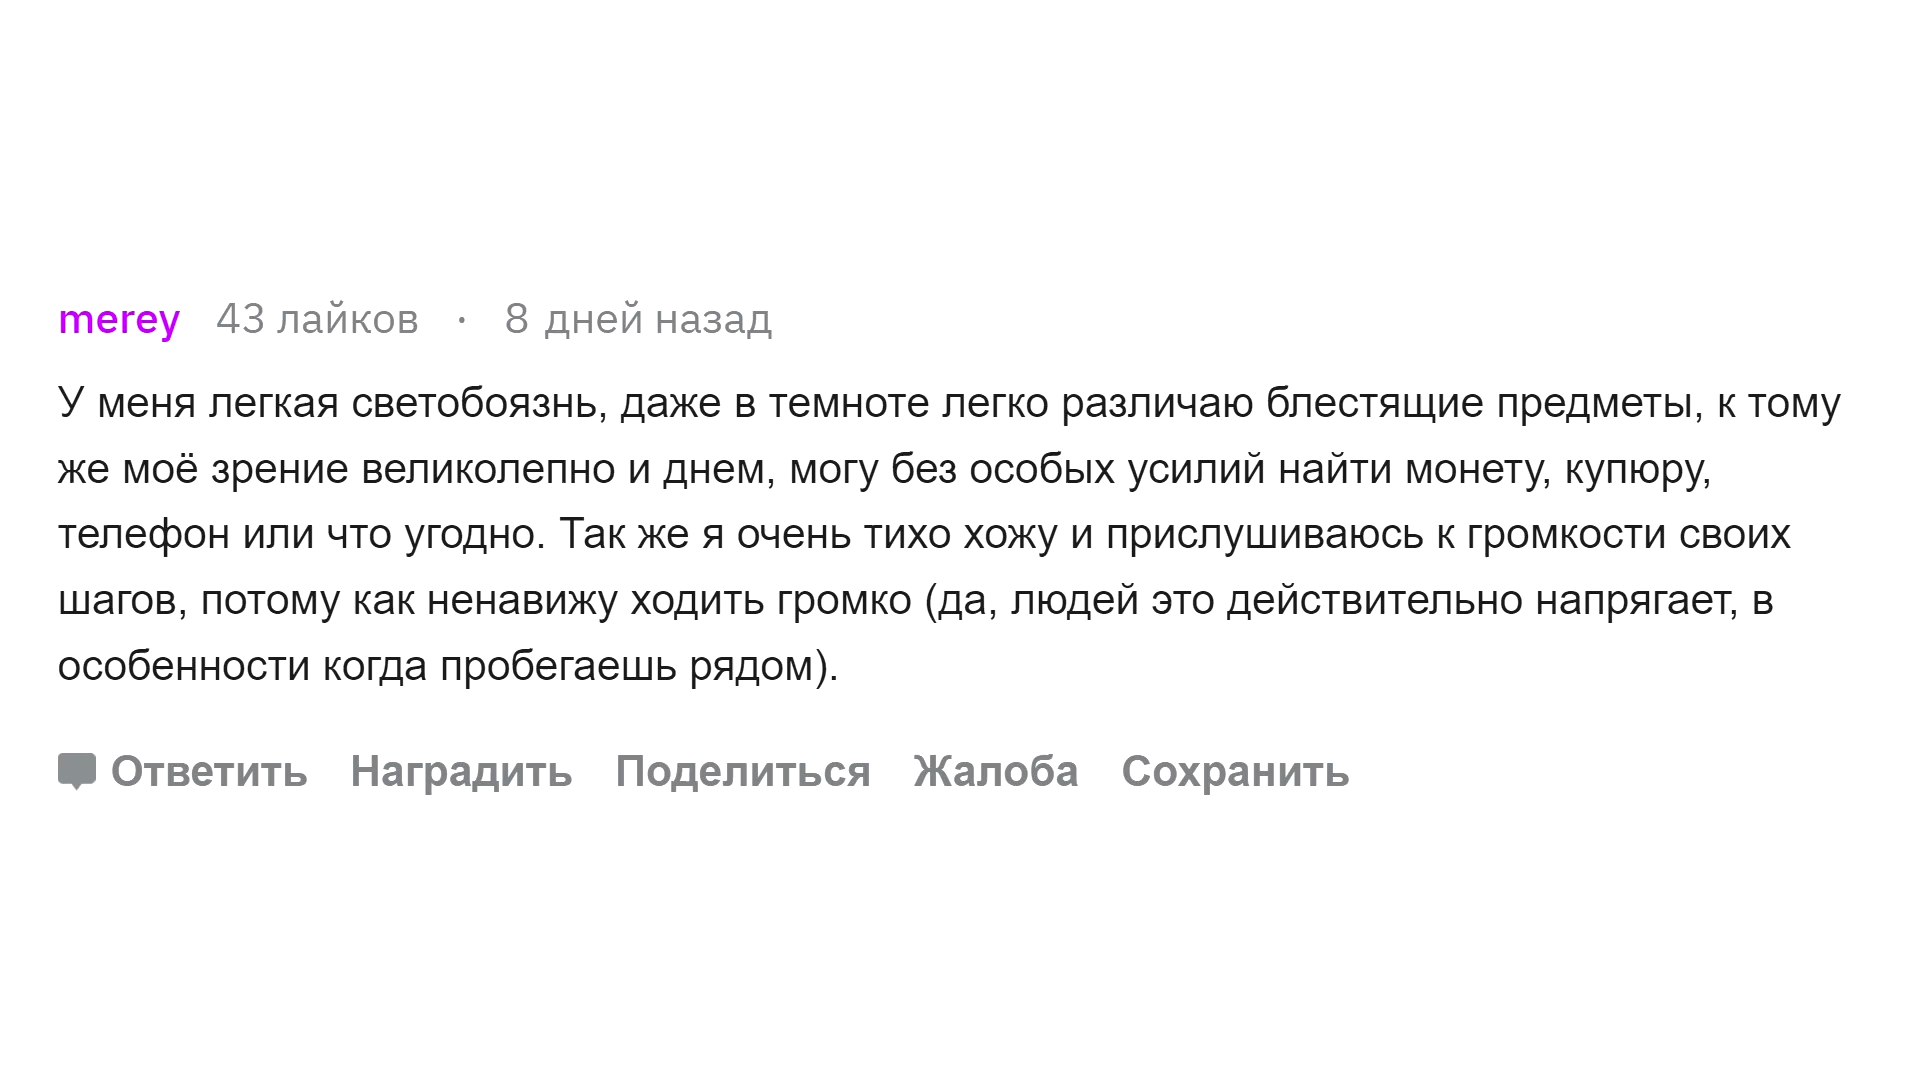 merey 43 лайков · 8 дней назад
У меня легкая светобоязнь, даже в темноте легко различаю блестящие предметы, к тому
же моё зрение великолепно и днем, могу без особых усилий найти монету, купюру,
телефон или что угодно. Так же я очень тихо хожу и прислушиваюсь к громкости своих
шагов, потому как ненавижу ходить громко (да, людей это действительно напрягает, в
особенности когда пробегаешь рядом).
Ответить Наградить Поделиться Жалоба Сохранить